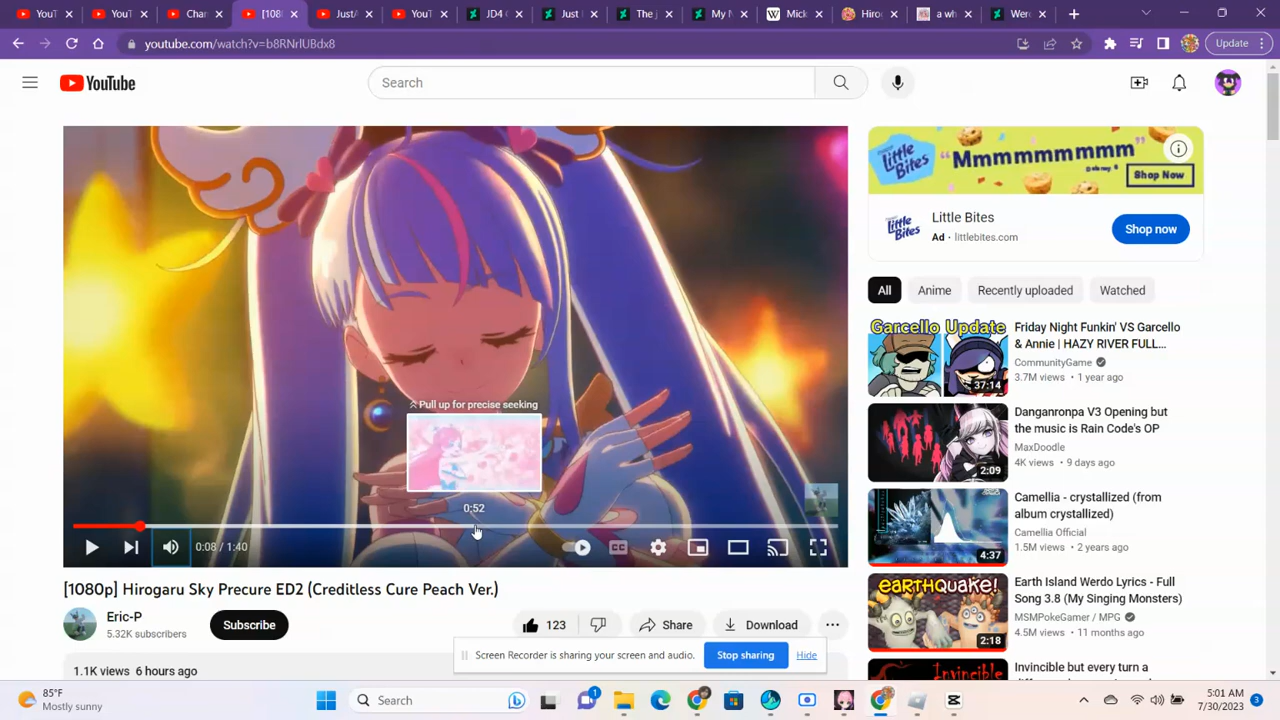 YouT
YouT
Chan
[108
JustA
YouT
JD4 C
Just
The j
My N
Mick
Hirog
a wh
Were
youtube.com/watch?v=b8RNrlUBdx8
Update
YouTube
Search
Pull up for precise seeking
0:52
0:08 / 1:40
[1080p] Hirogaru Sky Precure ED2 (Creditless Cure Peach Ver.)
Eric-P
5.32K subscribers
Subscribe
123
Share
Download
1.1K views 6 hours ago
Screen Recorder is sharing your screen and audio.
Stop sharing
Hide
Little Bites
"Mmmmmmmmm"
Shop Now
Little Bites
Ad · littlebites.com
Shop now
All
Anime
Recently uploaded
Watched
Garcello Update
37:14
Friday Night Funkin' VS Garcello
& Annie | HAZY RIVER FULL...
CommunityGame
3.7M views • 1 year ago
2:09
Danganronpa V3 Opening but
the music is Rain Code's OP
MaxDoodle
4K views • 9 days ago
4:37
Camellia - crystallized (from
album crystallized)
Camellia Official
1.5M views • 2 years ago
EARTHQUAKE!
2:18
Earth Island Werdo Lyrics - Full
Song 3.8 (My Singing Monsters)
MSMPokeGamer / MPG
4.5M views • 11 months ago
Invincible
Invincible but every turn a
85°F
Mostly sunny
Search
1
5:01 AM
7/30/2023
3